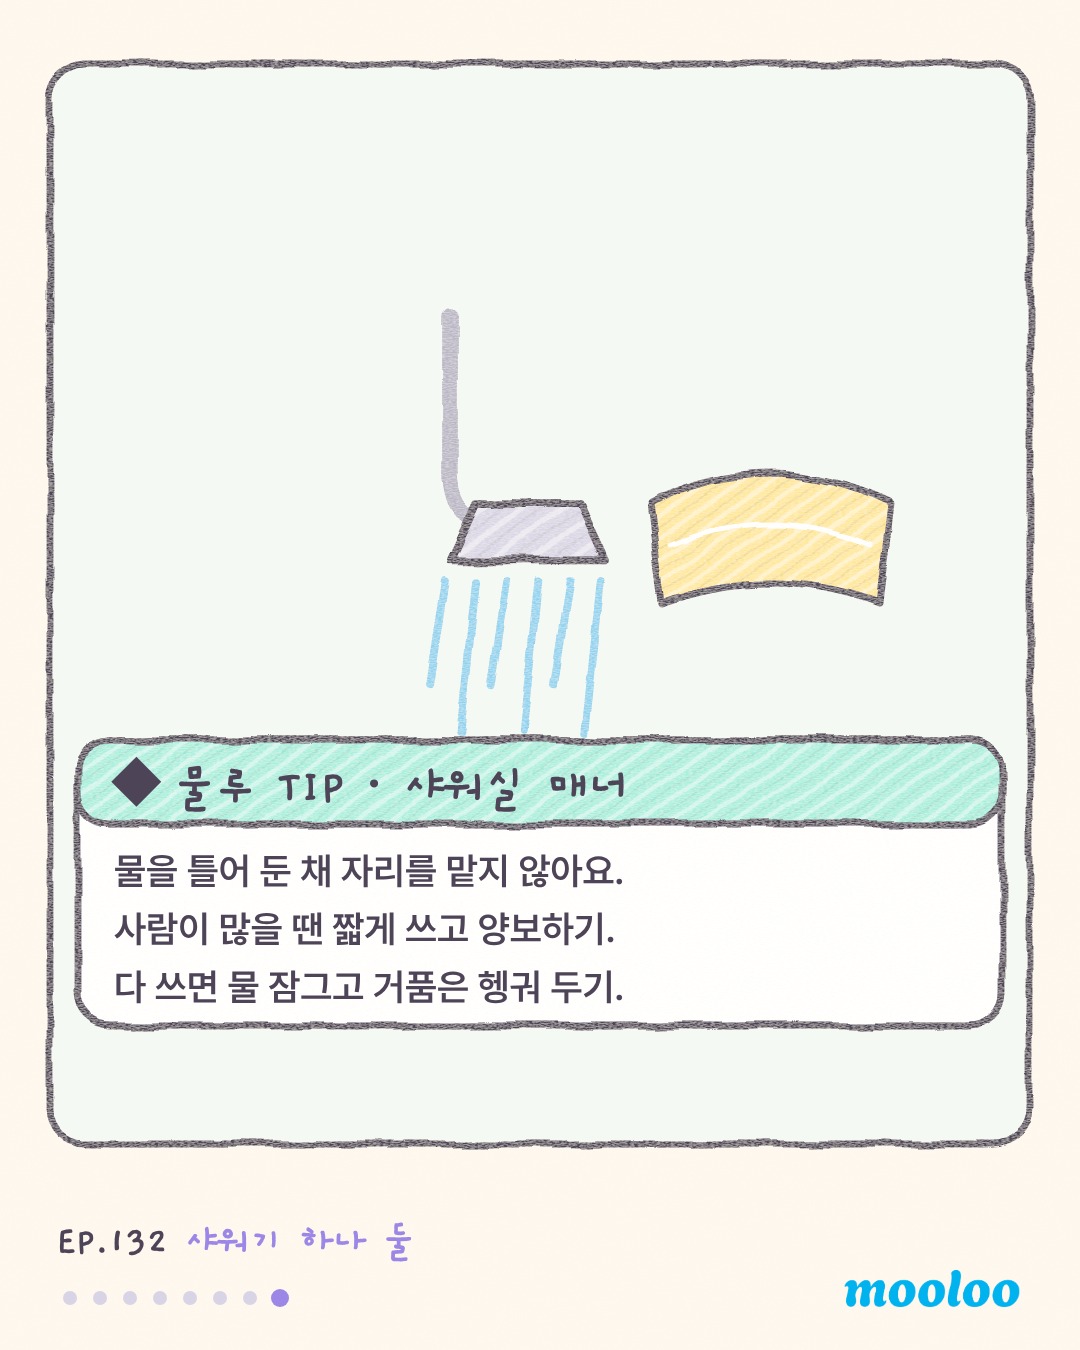 물루 TIP · 샤워실 매너
물을 틀어 둔 채 자리를 맡지 않아요.
사람이 많을 땐 짧게 쓰고 양보하기.
다 쓰면 물 잠그고 거품은 헹궈 두기.
EP.132 샤워기 하나 둘
mooloo